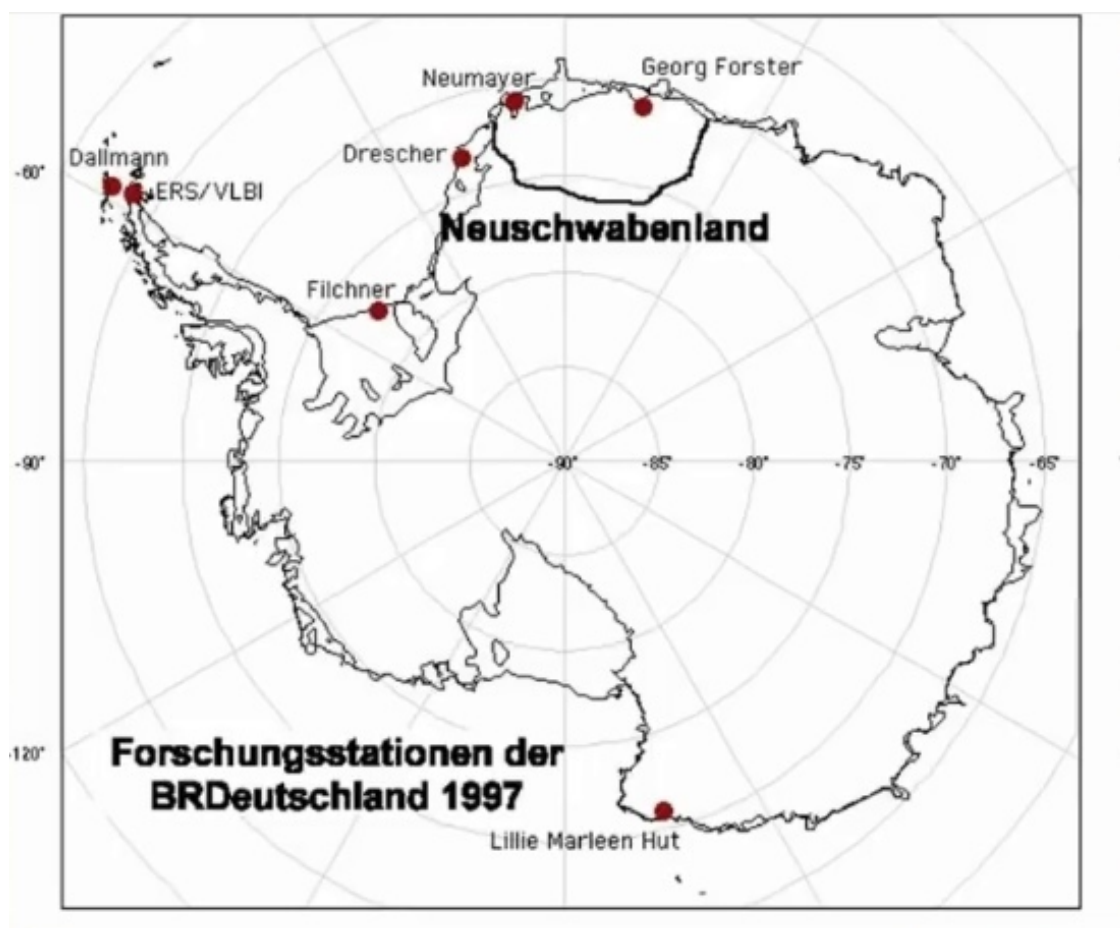 Georg Forster
Neumayer
Drescher
Dallmann
-60°
ERS/VLBI
Neuschwabenland
Filchner
-90°
-90°
-85°
-80°
-75°
-70°
-65°
Forschungsstationen der
BRDeutschland 1997
-120°
Lillie Marleen Hut